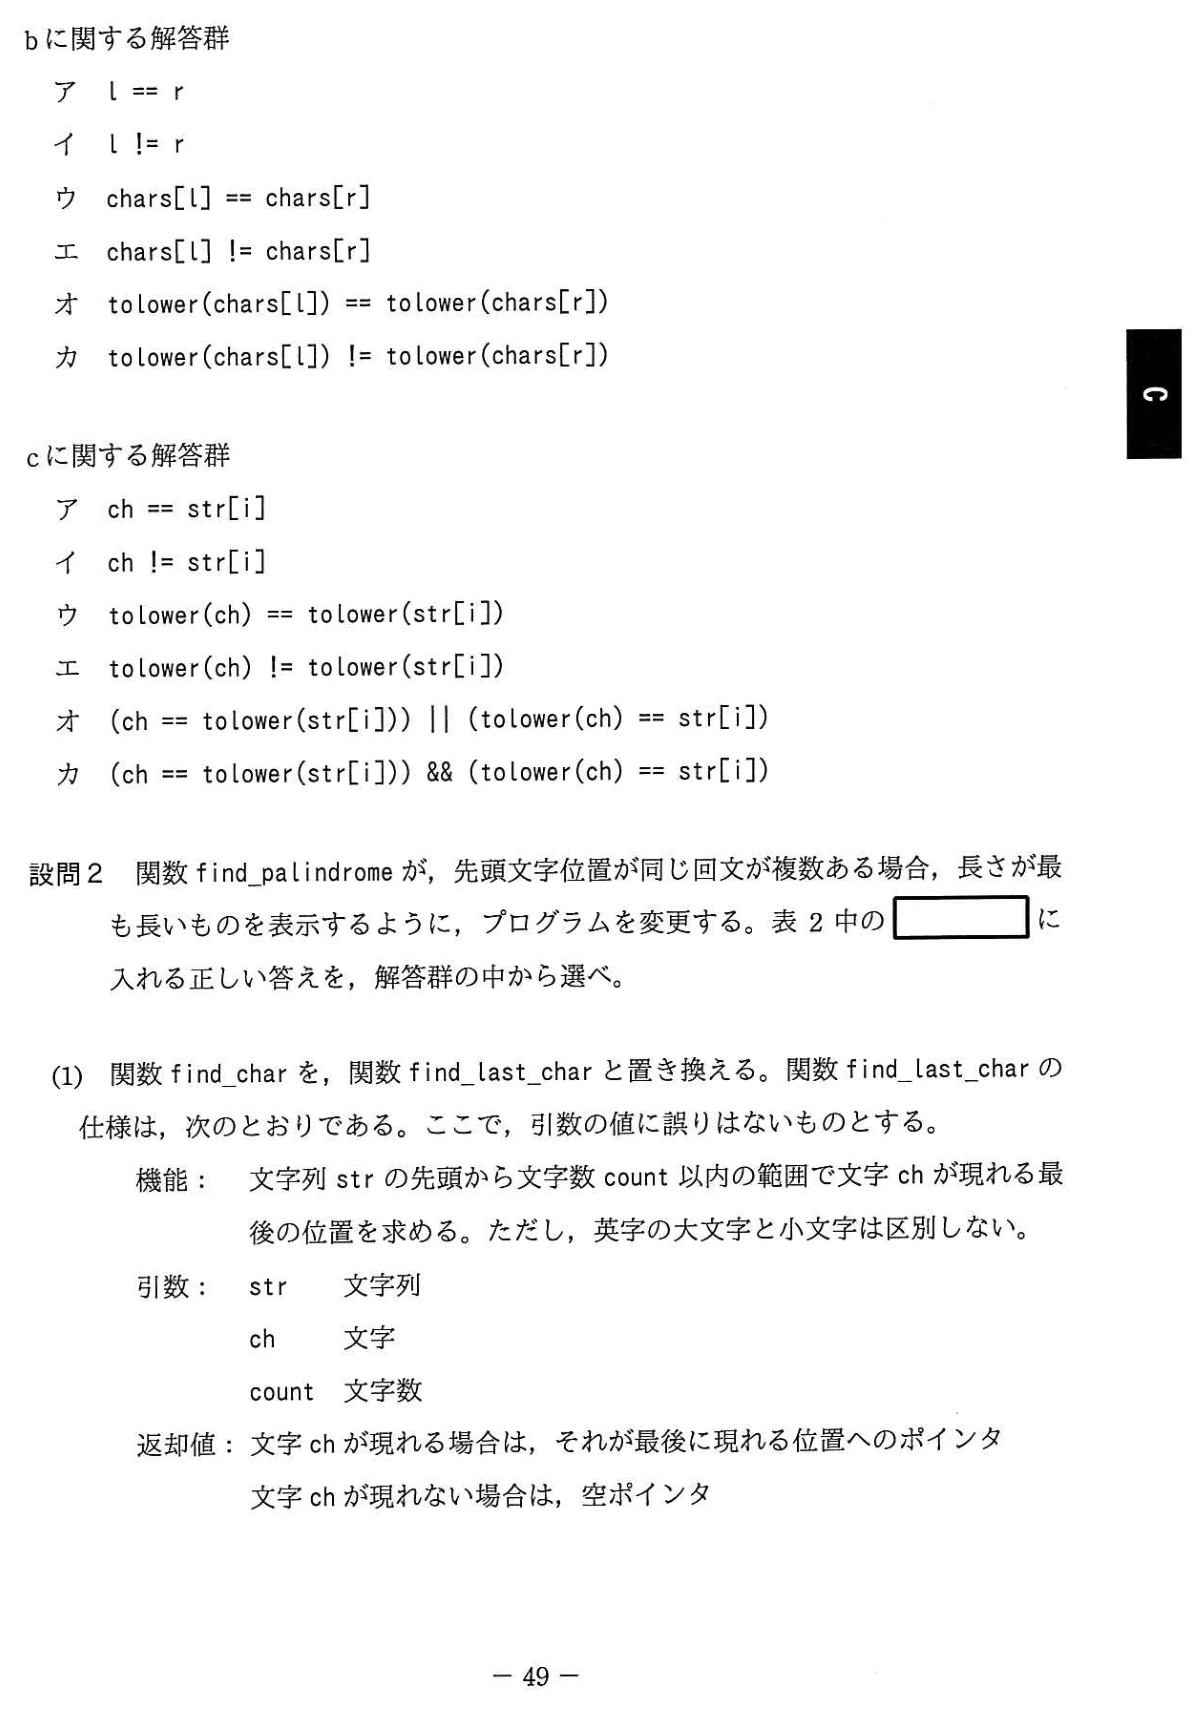 bに関する解答群
ア l == r
イ l != r
ウ chars[l] == chars[r]
エ chars[l] != chars[r]
オ tolower(chars[l]) == tolower(chars[r])
カ tolower(chars[l]) != tolower(chars[r])
C
cに関する解答群
ア ch == str[i]
イ ch != str[i]
ウ tolower(ch) == tolower(str[i])
エ tolower(ch) != tolower(str[i])
オ (ch == tolower(str[i])) || (tolower(ch) == str[i])
カ (ch == tolower(str[i])) && (tolower(ch) == str[i])
設問2 関数 find_palindrome が，先頭文字位置が同じ回文が複数ある場合，長さが最
も長いものを表示するように，プログラムを変更する。表 2 中の に
入れる正しい答えを，解答群の中から選べ。
(1) 関数 find_char を，関数 find_last_char と置き換える。関数 find_last_char の
仕様は，次のとおりである。ここで，引数の値に誤りはないものとする。
機能： 文字列 str の先頭から文字数 count 以内の範囲で文字 ch が現れる最
後の位置を求める。ただし，英字の大文字と小文字は区別しない。
引数： str 文字列
ch 文字
count 文字数
返却値： 文字 ch が現れる場合は，それが最後に現れる位置へのポインタ
文字 ch が現れない場合は，空ポインタ
— 49 —